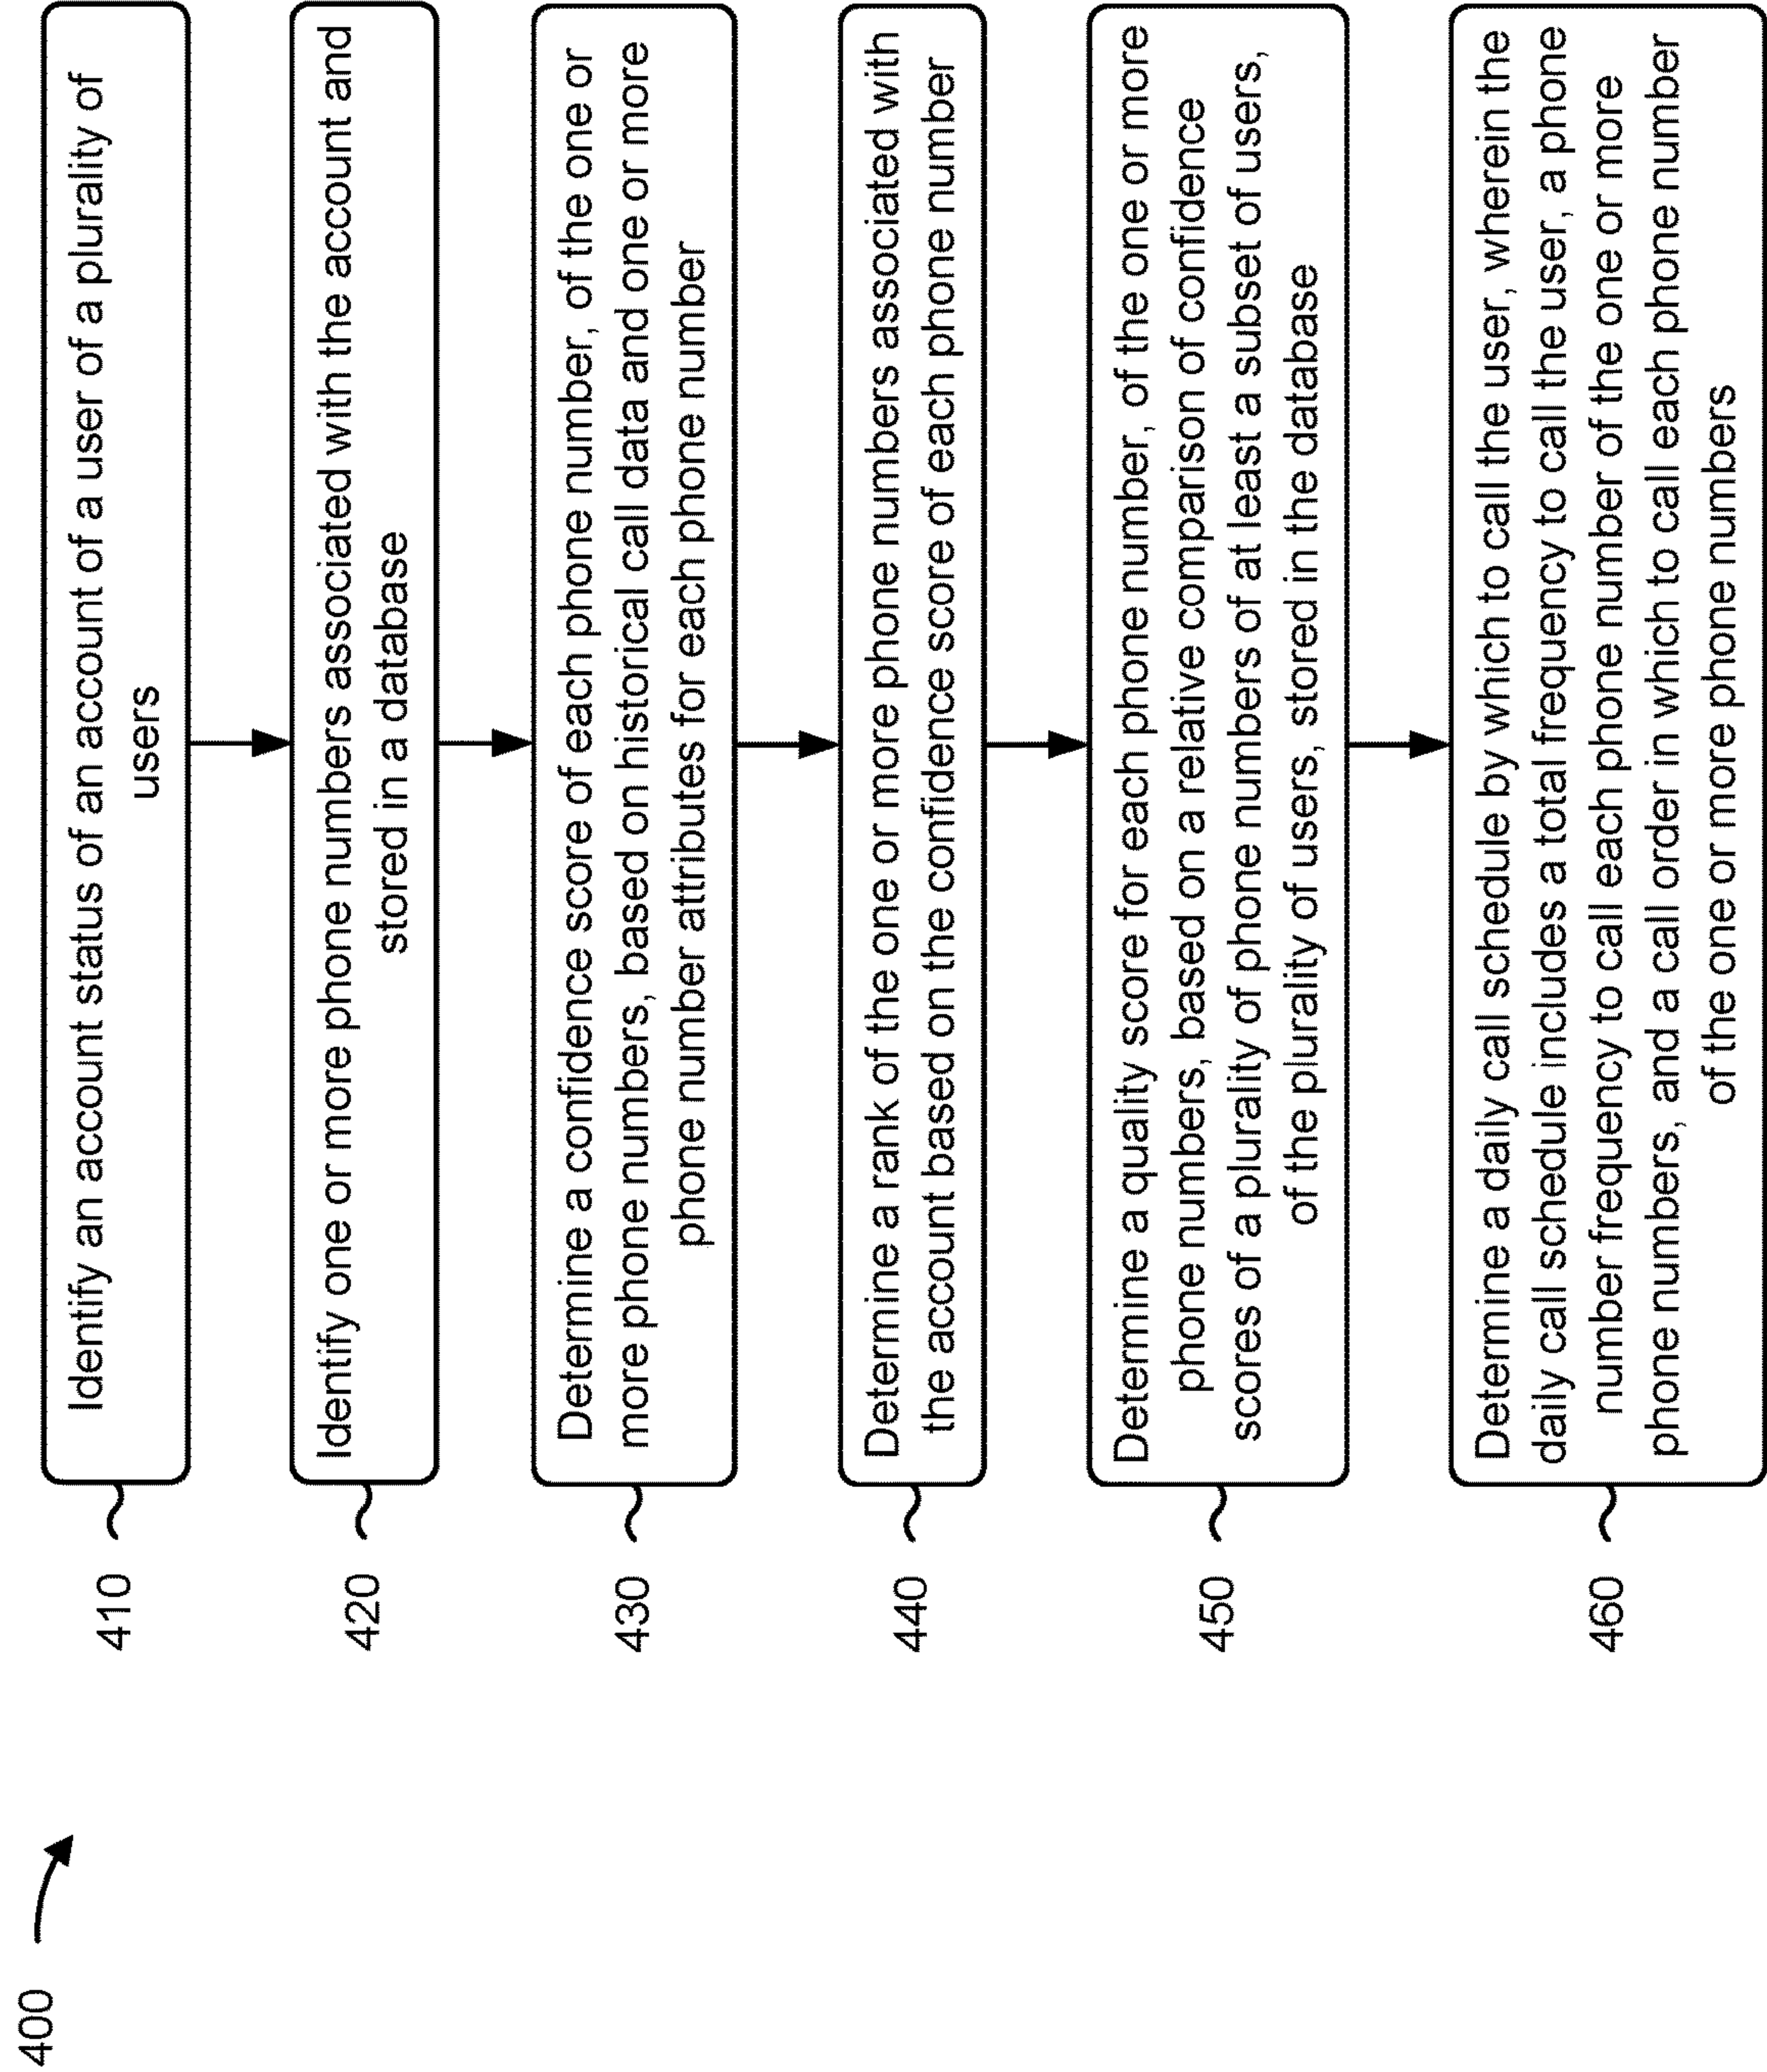 400
410
Identify an account status of an account of a user of a plurality of
users
420
Identify one or more phone numbers associated with the account and
stored in a database
430
Determine a confidence score of each phone number, of the one or
more phone numbers, based on historical call data and one or more
phone number attributes for each phone number
440
Determine a rank of the one or more phone numbers associated with
the account based on the confidence score of each phone number
450
Determine a quality score for each phone number, of the one or more
phone numbers, based on a relative comparison of confidence
scores of a plurality of phone numbers of at least a subset of users,
of the plurality of users, stored in the database
460
Determine a daily call schedule by which to call the user, wherein the
daily call schedule includes a total frequency to call the user, a phone
number frequency to call each phone number of the one or more
phone numbers, and a call order in which to call each phone number
of the one or more phone numbers